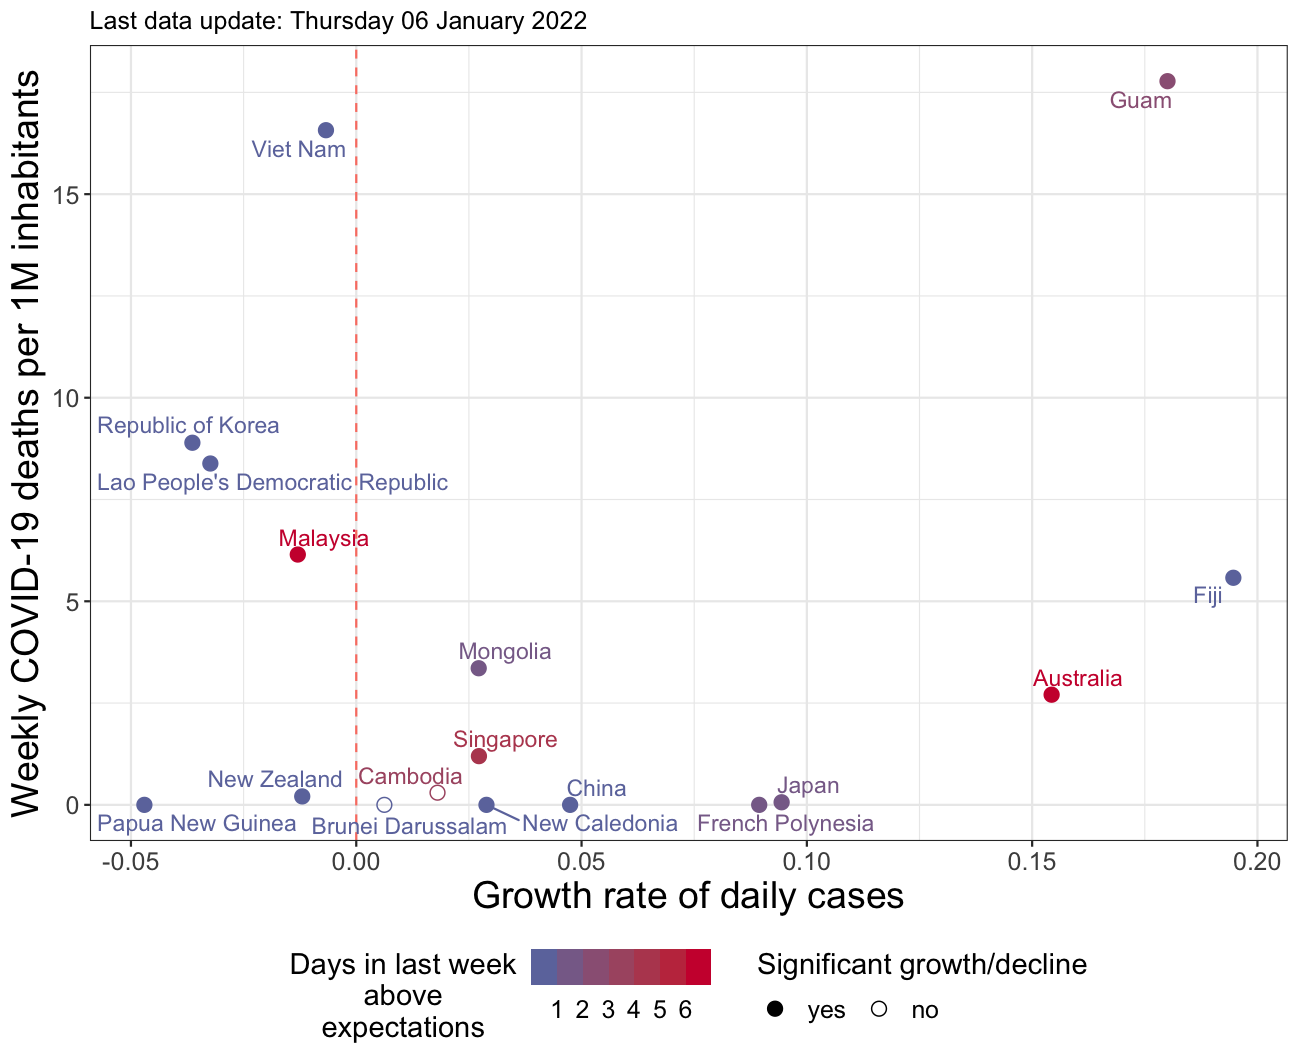 Last data update: Thursday 06 January 2022
Weekly COVID-19 deaths per 1M inhabitants
15
10
5
0
Guam
Viet Nam
Republic of Korea
Lao People's Democratic Republic
Malaysia
Fiji
Mongolia
Australia
Singapore
New Zealand
Cambodia
China
Japan
Papua New Guinea
Brunei Darussalam
New Caledonia
French Polynesia
-0.05
0.00
0.05
0.10
0.15
0.20
Growth rate of daily cases
Days in last week
above
expectations
1 2 3 4 5 6
Significant growth/decline
yes
no